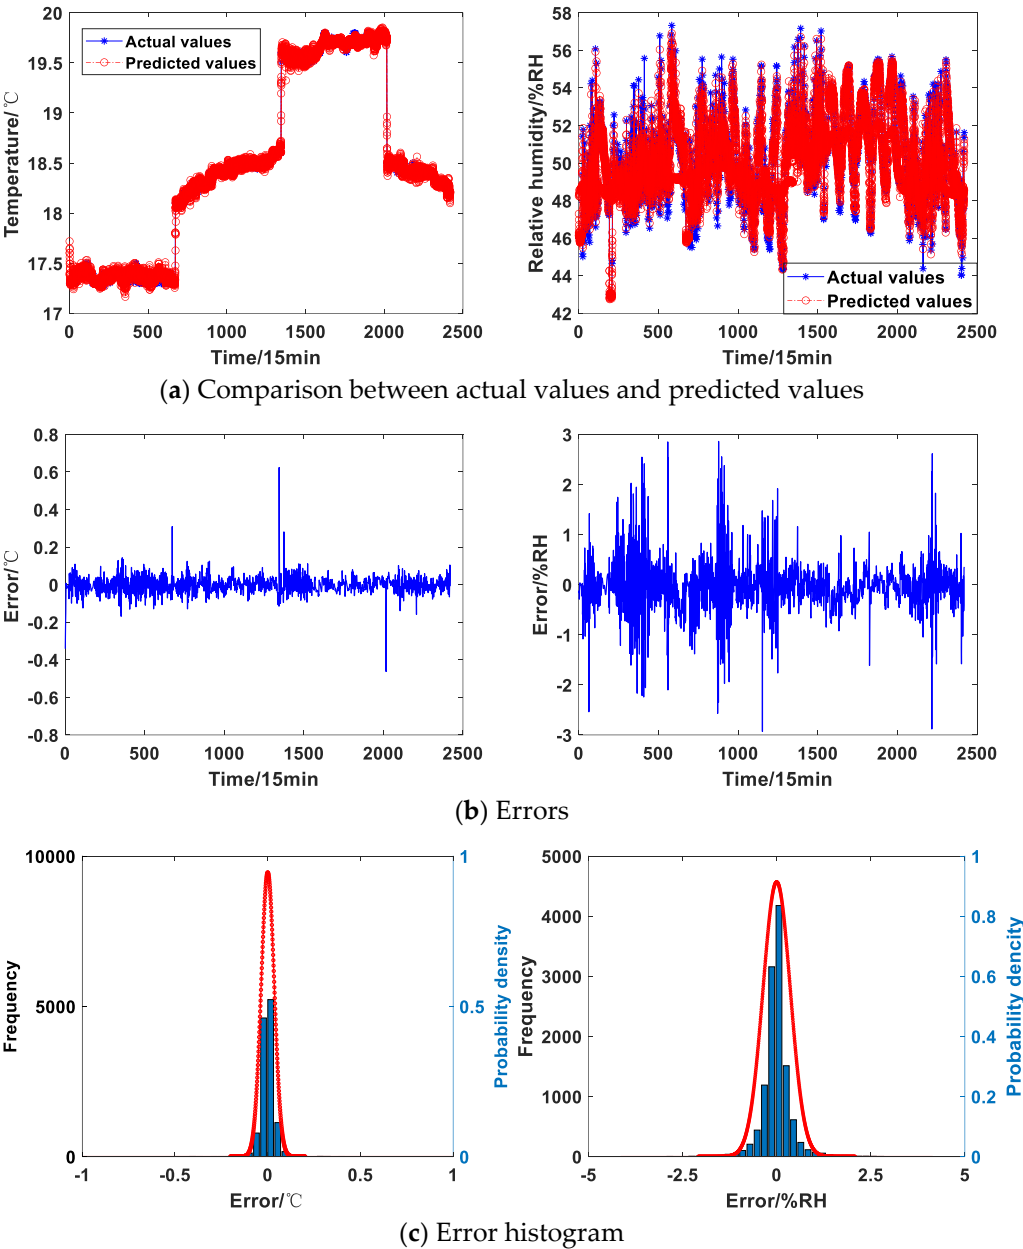 20
19.5
19
18.5
18
17.5
17
0 500 1000 1500 2000 2500
Temperature/℃
Time/15min
Actual values
Predicted values
58
56
54
52
50
48
46
44
42
0 500 1000 1500 2000 2500
Relative humidity/%RH
Time/15min
Actual values
Predicted values
(a) Comparison between actual values and predicted values
0.8
0.6
0.4
0.2
0
-0.2
-0.4
-0.6
-0.8
0 500 1000 1500 2000 2500
Error/℃
Time/15min
3
2
1
0
-1
-2
-3
0 500 1000 1500 2000 2500
Error/%RH
Time/15min
(b) Errors
10000
5000
0
Frequency
-1 -0.5 0 0.5 1
Error/℃
1
0.5
0
Probability density
5000
4000
3000
2000
1000
0
Frequency
-5 -2.5 0 2.5 5
Error/%RH
1
0.8
0.6
0.4
0.2
0
Probability dencity
(c) Error histogram